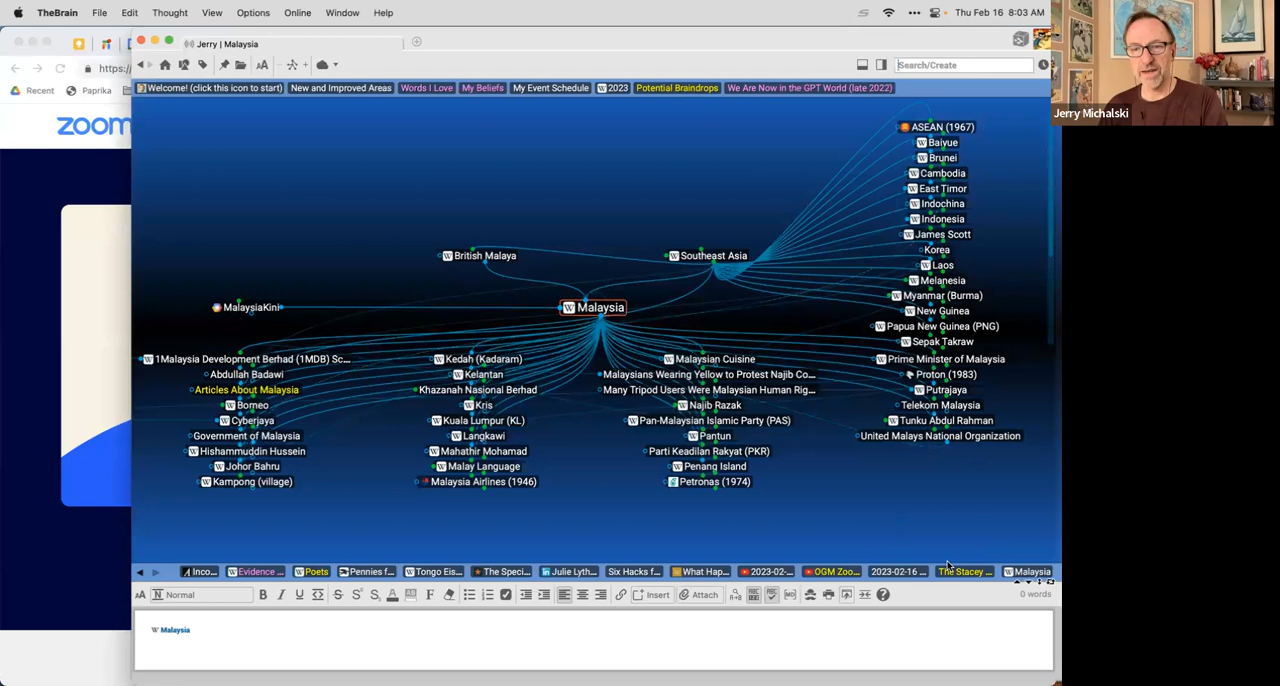 TheBrain File Edit Thought View Options Online Window Help Thu Feb 16 8:03 AM
Jerry | Malaysia
Search/Create
https:/
Recent Paprika
Welcome! (click this icon to start) New and Improved Areas Words I Love My Beliefs My Event Schedule 2023 Potential Braindrops We Are Now in the GPT World (late 2022)
Jerry Michalski
zoom
ASEAN (1967)
Baiyue
Brunei
Cambodia
East Timor
Indochina
Indonesia
James Scott
Korea
Laos
Melanesia
Myanmar (Burma)
New Guinea
Papua New Guinea (PNG)
Sepak Takraw
British Malaya
Southeast Asia
MalaysiaKini
Malaysia
1Malaysia Development Berhad (1MDB) Sc...
Abdullah Badawi
Articles About Malaysia
Borneo
Cyberjaya
Government of Malaysia
Hishammuddin Hussein
Johor Bahru
Kampong (village)
Kedah (Kadaram)
Kelantan
Khazanah Nasional Berhad
Kris
Kuala Lumpur (KL)
Langkawi
Mahathir Mohamad
Malay Language
Malaysia Airlines (1946)
Malaysian Cuisine
Malaysians Wearing Yellow to Protest Najib Co...
Many Tripod Users Were Malaysian Human Rig...
Najib Razak
Pan-Malaysian Islamic Party (PAS)
Pantun
Parti Keadilan Rakyat (PKR)
Penang Island
Petronas (1974)
Prime Minister of Malaysia
Proton (1983)
Putrajaya
Telekom Malaysia
Tunku Abdul Rahman
United Malays National Organization
Inco... Evidence ... Poets Pennies f... Tongo Eis... The Speci... Julie Lyth... Six Hacks f... What Hap... 2023-02-... OGM Zoo... 2023-02-16 ... The Stacey ... Malaysia
Normal B I U Insert Attach 0 words
Malaysia